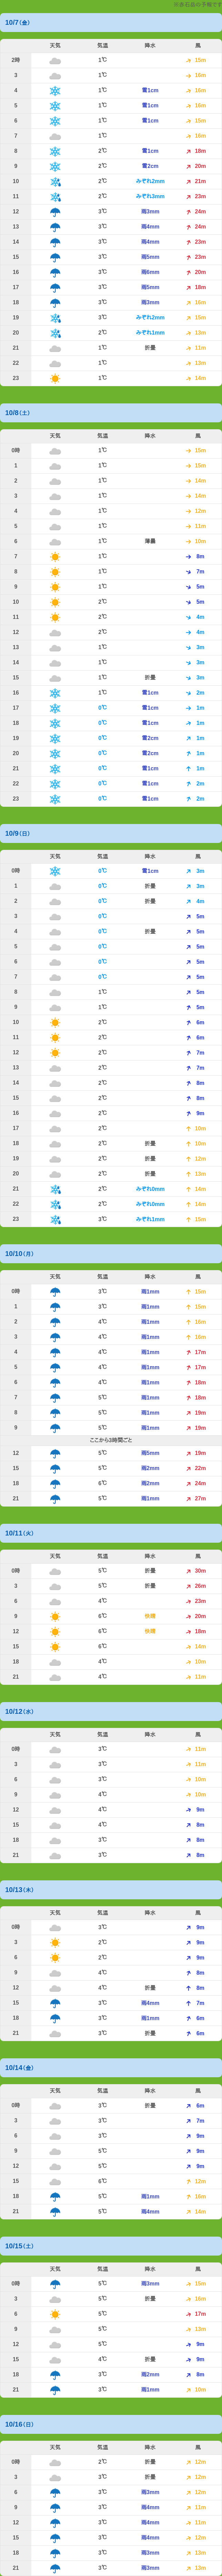 10/7(金)
天気 気温 降水 風
2時 1℃ 15m
3 1℃ 16m
4 1℃ 雪1cm 16m
5 1℃ 雪1cm 16m
6 1℃ 雪1cm 15m
7 1℃ 16m
8 2℃ 雪1cm 18m
9 2℃ 雪2cm 20m
10 2℃ みぞれ2mm 21m
11 2℃ みぞれ3mm 23m
12 3℃ 雨3mm 24m
13 3℃ 雨4mm 24m
14 3℃ 雨4mm 23m
15 3℃ 雨5mm 23m
16 3℃ 雨6mm 20m
17 3℃ 雨5mm 18m
18 3℃ 雨3mm 16m
19 3℃ みぞれ2mm 15m
20 2℃ みぞれ1mm 13m
21 1℃ 折曇 11m
22 1℃ 13m
23 1℃ 14m
10/8(土)
天気 気温 降水 風
0時 1℃ 15m
1 1℃ 15m
2 1℃ 14m
3 1℃ 14m
4 1℃ 12m
5 1℃ 11m
6 1℃ 薄曇 10m
7 1℃ 8m
8 1℃ 7m
9 1℃ 5m
10 2℃ 5m
11 2℃ 4m
12 2℃ 4m
13 1℃ 3m
14 1℃ 3m
15 1℃ 折曇 3m
16 1℃ 雪1cm 2m
17 0℃ 雪1cm 1m
18 0℃ 雪1cm 1m
19 0℃ 雪2cm 1m
20 0℃ 雪2cm 1m
21 0℃ 雪1cm 1m
22 0℃ 雪1cm 2m
23 0℃ 雪1cm 2m
10/9(日)
天気 気温 降水 風
0時 0℃ 雪1cm 3m
1 0℃ 折曇 3m
2 0℃ 折曇 4m
3 0℃ 5m
4 0℃ 折曇 5m
5 0℃ 5m
6 0℃ 5m
7 0℃ 5m
8 1℃ 5m
9 1℃ 5m
10 2℃ 6m
11 2℃ 6m
12 2℃ 7m
13 2℃ 7m
14 2℃ 8m
15 2℃ 8m
16 2℃ 9m
17 2℃ 10m
18 2℃ 折曇 10m
19 2℃ 折曇 12m
20 2℃ 折曇 13m
21 2℃ みぞれ0mm 14m
22 2℃ みぞれ0mm 14m
23 3℃ みぞれ1mm 15m
10/10(月)
天気 気温 降水 風
0時 3℃ 雨1mm 15m
1 3℃ 雨1mm 15m
2 4℃ 雨1mm 16m
3 4℃ 雨1mm 16m
4 4℃ 雨1mm 17m
5 4℃ 雨1mm 17m
6 4℃ 雨1mm 18m
7 5℃ 雨1mm 18m
8 5℃ 雨1mm 19m
9 5℃ 雨1mm 19m
ここから3時間ごと
12 5℃ 雨5mm 19m
15 5℃ 雨2mm 22m
18 6℃ 雨2mm 24m
21 5℃ 雨1mm 27m
10/11(火)
天気 気温 降水 風
0時 5℃ 折曇 30m
3 5℃ 折曇 26m
6 4℃ 23m
9 6℃ 快晴 20m
12 6℃ 快晴 18m
15 6℃ 14m
18 4℃ 10m
21 4℃ 11m
10/12(水)
天気 気温 降水 風
0時 3℃ 11m
3 3℃ 11m
6 3℃ 10m
9 4℃ 10m
12 4℃ 9m
15 4℃ 8m
18 3℃ 8m
21 3℃ 8m
10/13(木)
天気 気温 降水 風
0時 3℃ 9m
3 2℃ 9m
6 2℃ 9m
9 4℃ 8m
12 4℃ 折曇 8m
15 3℃ 雨4mm 7m
18 3℃ 雨1mm 6m
21 3℃ 折曇 6m
10/14(金)
天気 気温 降水 風
0時 3℃ 折曇 6m
3 3℃ 7m
6 3℃ 9m
9 5℃ 9m
12 5℃ 9m
15 6℃ 12m
18 5℃ 雨1mm 16m
21 5℃ 雨4mm 14m
10/15(土)
天気 気温 降水 風
0時 5℃ 雨3mm 15m
3 5℃ 折曇 16m
6 5℃ 17m
9 5℃ 13m
12 5℃ 9m
15 4℃ 折曇 9m
18 3℃ 雨2mm 8m
21 3℃ 雨1mm 10m
10/16(日)
天気 気温 降水 風
0時 2℃ 折曇 12m
3 3℃ 折曇 12m
6 3℃ 雨3mm 12m
9 3℃ 雨4mm 11m
12 3℃ 雨4mm 11m
15 3℃ 雨4mm 12m
18 3℃ 雨3mm 13m
21 3℃ 雨3mm 13m